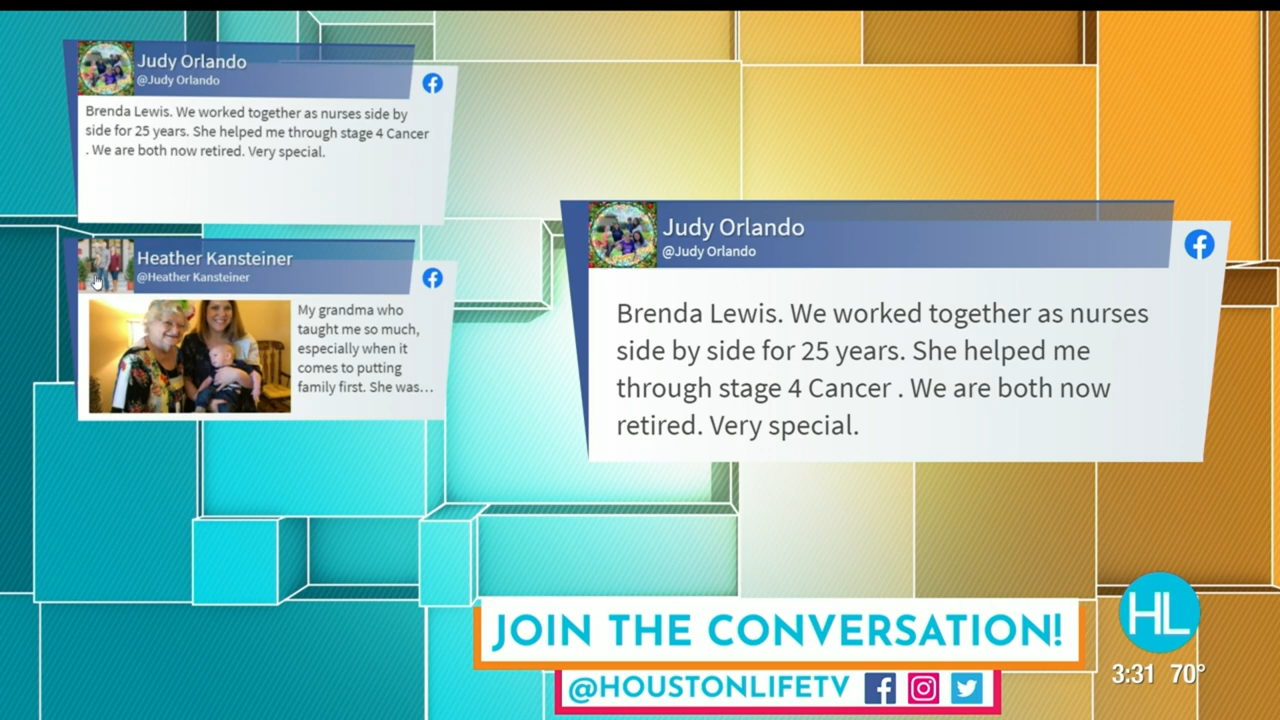 Judy Orlando
@Judy Orlando
Brenda Lewis. We worked together as nurses side by
side for 25 years. She helped me through stage 4 Cancer
. We are both now retired. Very special.
Heather Kansteiner
@Heather Kansteiner
My grandma who
taught me so much,
especially when it
comes to putting
family first. She was…
Judy Orlando
@Judy Orlando
Brenda Lewis. We worked together as nurses
side by side for 25 years. She helped me
through stage 4 Cancer . We are both now
retired. Very special.
JOIN THE CONVERSATION!
@HOUSTONLIFETV
HL
3:31 70°